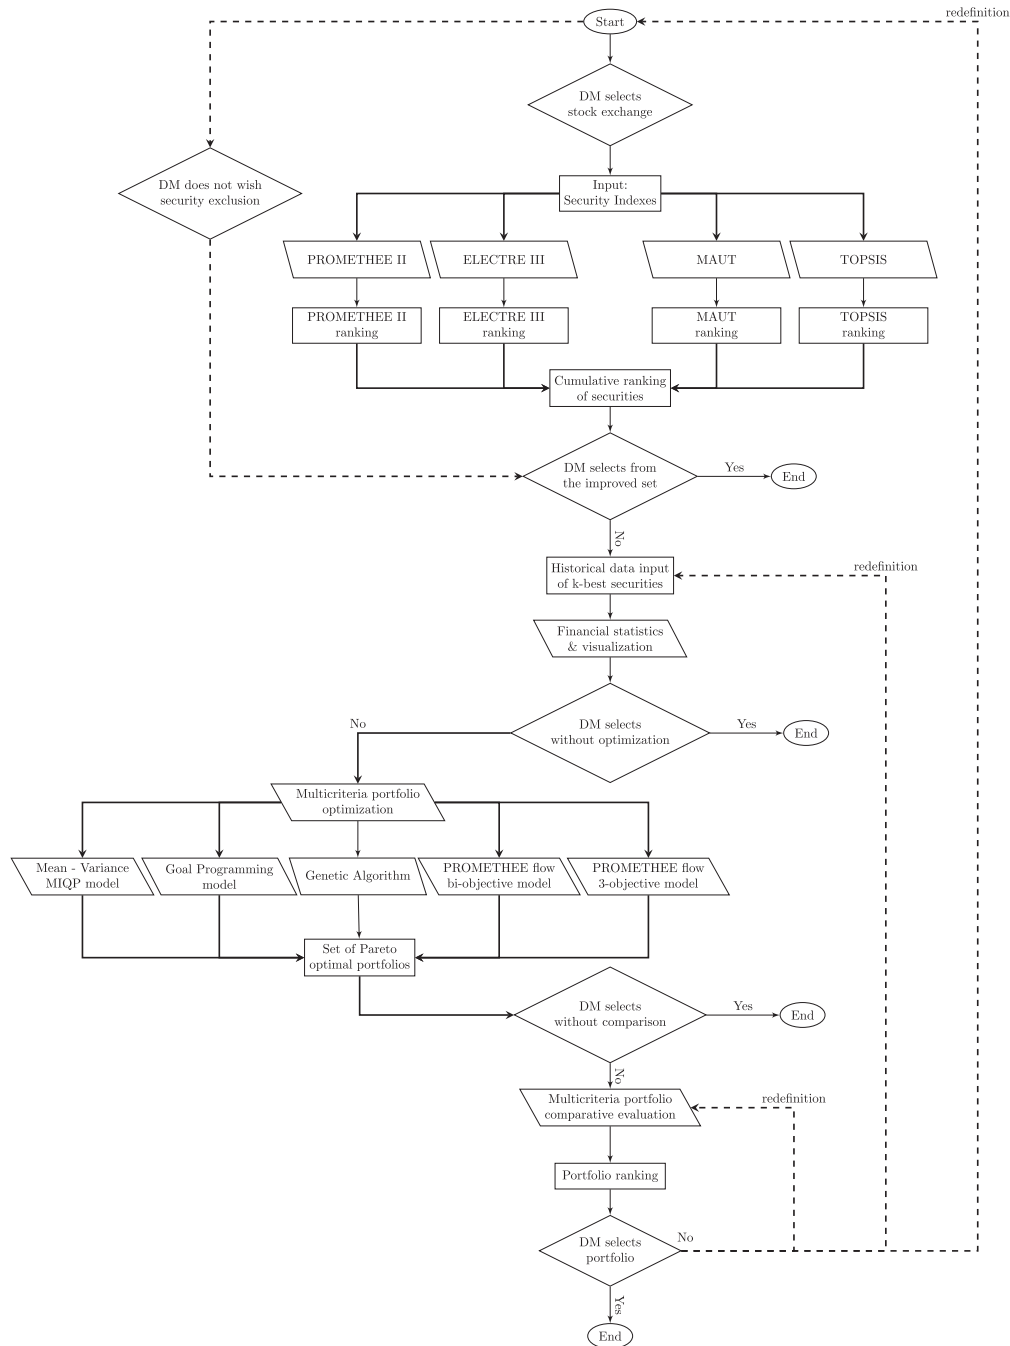 redefinition
Start
DM selects
stock exchange
DM does not wish
security exclusion
Input:
Security Indexes
PROMETHEE II
ELECTRE III
MAUT
TOPSIS
PROMETHEE II
ranking
ELECTRE III
ranking
MAUT
ranking
TOPSIS
ranking
Cumulative ranking
of securities
DM selects from
the improved set
Yes
End
No
Historical data input
of k-best securities
redefinition
Financial statistics
& visualization
DM selects
without optimization
No
Yes
End
Multicriteria portfolio
optimization
Mean - Variance
MIQP model
Goal Programming
model
Genetic Algorithm
PROMETHEE flow
bi-objective model
PROMETHEE flow
3-objective model
Set of Pareto
optimal portfolios
DM selects
without comparison
Yes
End
No
Multicriteria portfolio
comparative evaluation
redefinition
Portfolio ranking
DM selects
portfolio
No
Yes
End